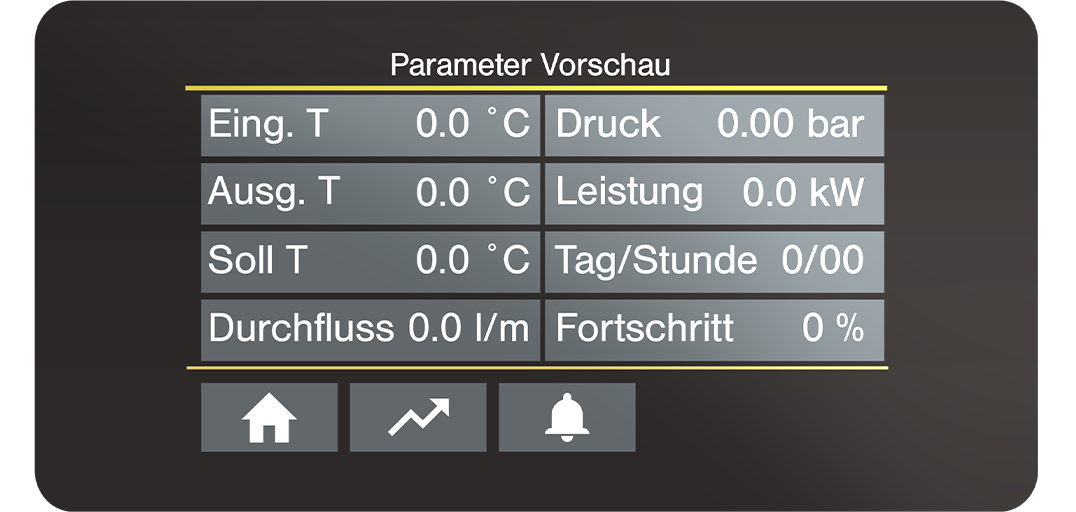 Parameter Vorschau
Eing. T 0.0 °C Druck 0.00 bar
Ausg. T 0.0 °C Leistung 0.0 kW
Soll T 0.0 °C Tag/Stunde 0/00
Durchfluss 0.0 l/m Fortschritt 0 %